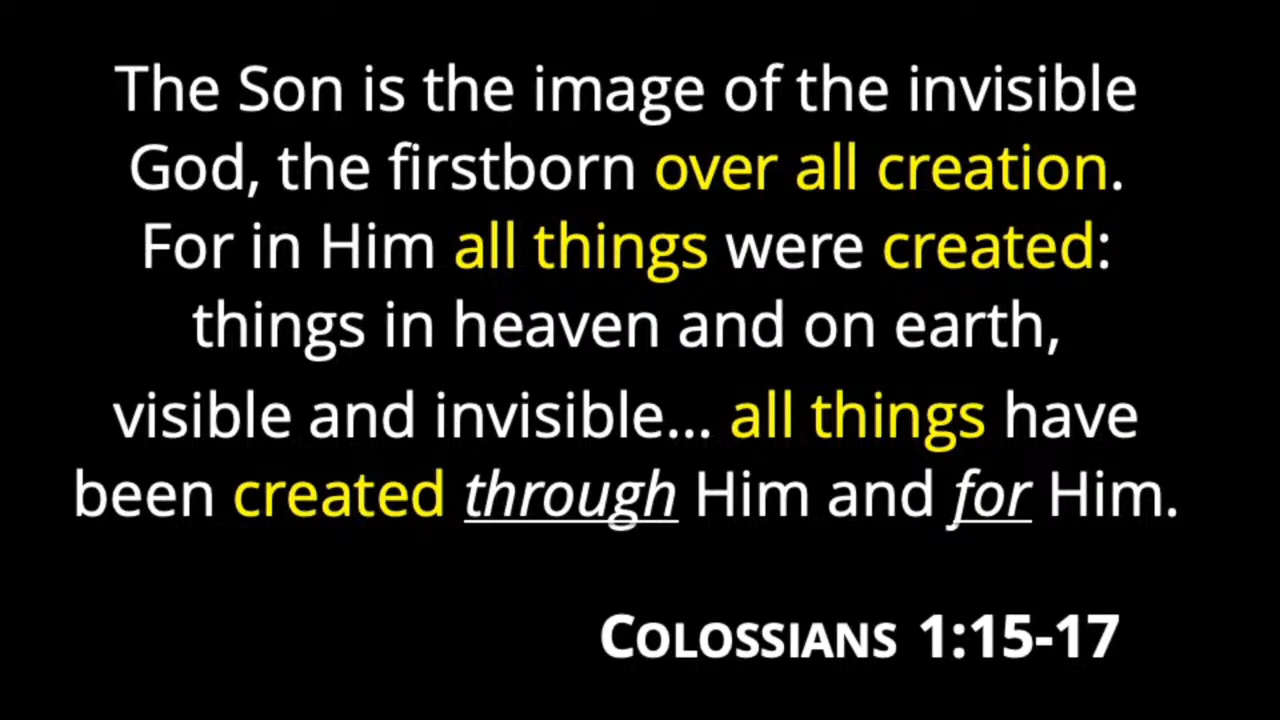 The Son is the image of the invisible
God, the firstborn over all creation.
For in Him all things were created:
things in heaven and on earth,
visible and invisible... all things have
been created through Him and for Him.
COLOSSIANS 1:15-17